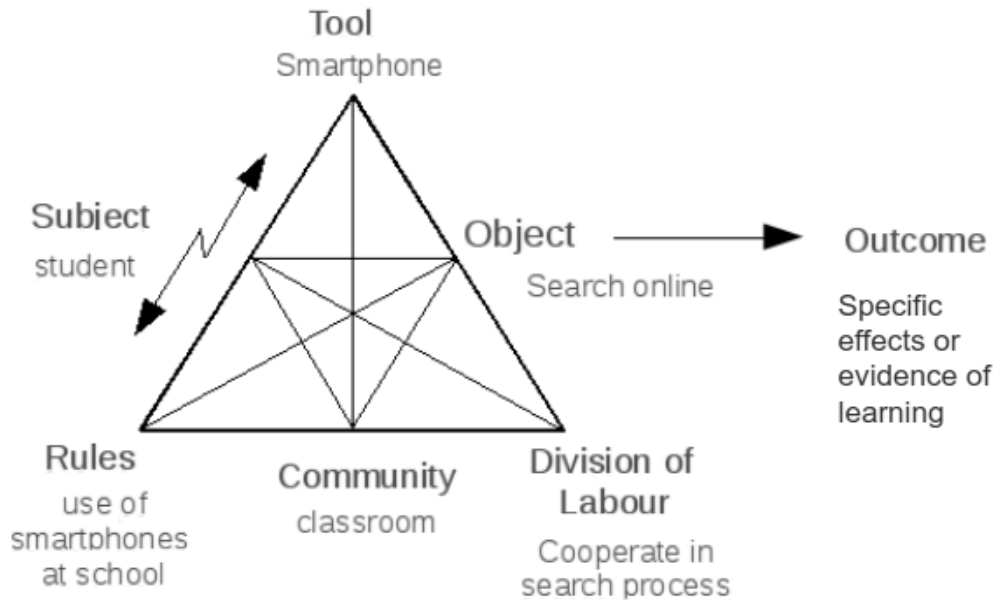 Tool
Smartphone
Subject
student
Object
Search online
Outcome
Specific
effects or
evidence of
learning
Rules
use of
smartphones
at school
Community
classroom
Division of
Labour
Cooperate in
search process